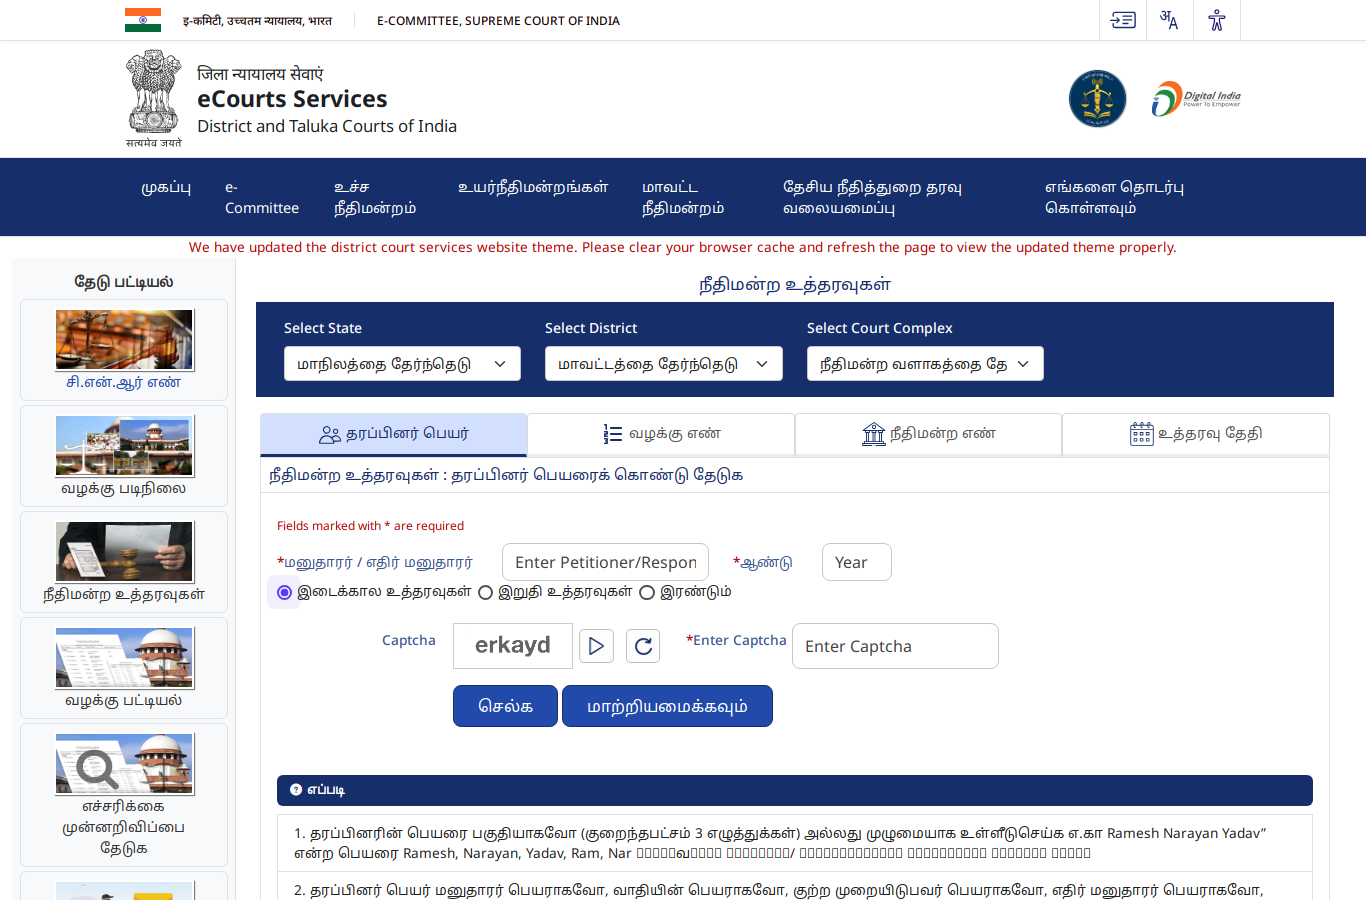 इ-कमिटी, उच्चतम न्यायालय, भारत
E-COMMITTEE, SUPREME COURT OF INDIA
जिला न्यायालय सेवाएं
eCourts Services
District and Taluka Courts of India
सत्यमेव जयते
Digital India
Power To Empower
முகப்பு
e-
Committee
உச்ச
நீதிமன்றம்
உயர்நீதிமன்றங்கள்
மாவட்ட
நீதிமன்றம்
தேசிய நீதித்துறை தரவு
வலையமைப்பு
எங்களை தொடர்பு
கொள்ளவும்
We have updated the district court services website theme. Please clear your browser cache and refresh the page to view the updated theme properly.
தேடு பட்டியல்
சி.என்.ஆர் எண்
வழக்கு படிநிலை
நீதிமன்ற உத்தரவுகள்
வழக்கு பட்டியல்
எச்சரிக்கை
முன்னறிவிப்பை
தேடுக
நீதிமன்ற உத்தரவுகள்
Select State
Select District
Select Court Complex
மாநிலத்தை தேர்ந்தெடு
மாவட்டத்தை தேர்ந்தெடு
நீதிமன்ற வளாகத்தை தே
தரப்பினர் பெயர்
வழக்கு எண்
நீதிமன்ற எண்
உத்தரவு தேதி
நீதிமன்ற உத்தரவுகள் : தரப்பினர் பெயரைக் கொண்டு தேடுக
Fields marked with * are required
*மனுதாரர் / எதிர் மனுதாரர்
Enter Petitioner/Respon
*ஆண்டு
Year
இடைக்கால உத்தரவுகள்
இறுதி உத்தரவுகள்
இரண்டும்
Captcha
erkayd
*Enter Captcha
Enter Captcha
செல்க
மாற்றியமைக்கவும்
எப்படி
1. தரப்பினரின் பெயரை பகுதியாகவோ (குறைந்தபட்சம் 3 எழுத்துக்கள்) அல்லது முழுமையாக உள்ளீடுசெய்க எ.கா Ramesh Narayan Yadav”
என்ற பெயரை Ramesh, Narayan, Yadav, Ram, Nar
2. தரப்பினர் பெயர் மனுதாரர் பெயராகவோ, வாதியின் பெயராகவோ, குற்ற முறையிடுபவர் பெயராகவோ, எதிர் மனுதாரர் பெயராகவோ,